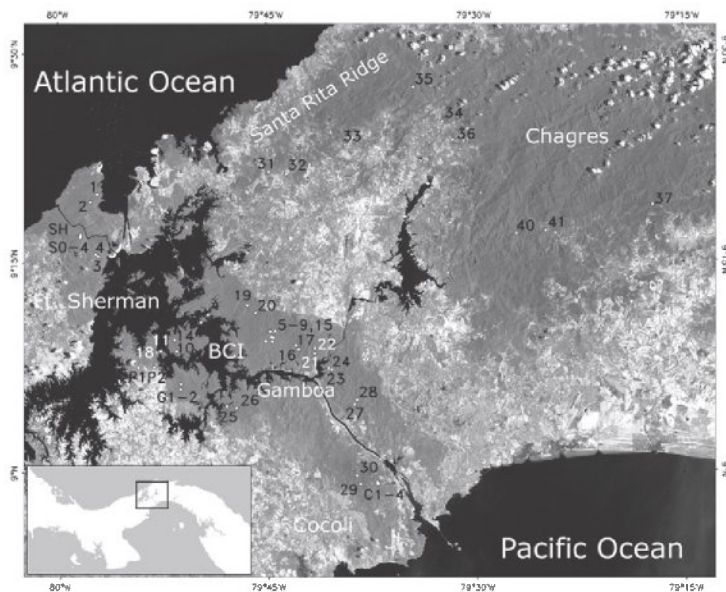 80°W 79°45' 79°30' 79°15'
9°30'
Atlantic Ocean
Santa Rita Ridge
35
34
33 36
Chagres
31 32
1
2
37
SH
S0-4 4
40 41
3
9°15'
Ft. Sherman
19 20
5-9,15
11 14 17 22
18 10 BCI 16 21 24
P1P2
Gamboa 23
G1-2
26 28
25 27
9°N
30
29 C1-4
Cocoli
Pacific Ocean
80°W 79°45' 79°30' 79°15'